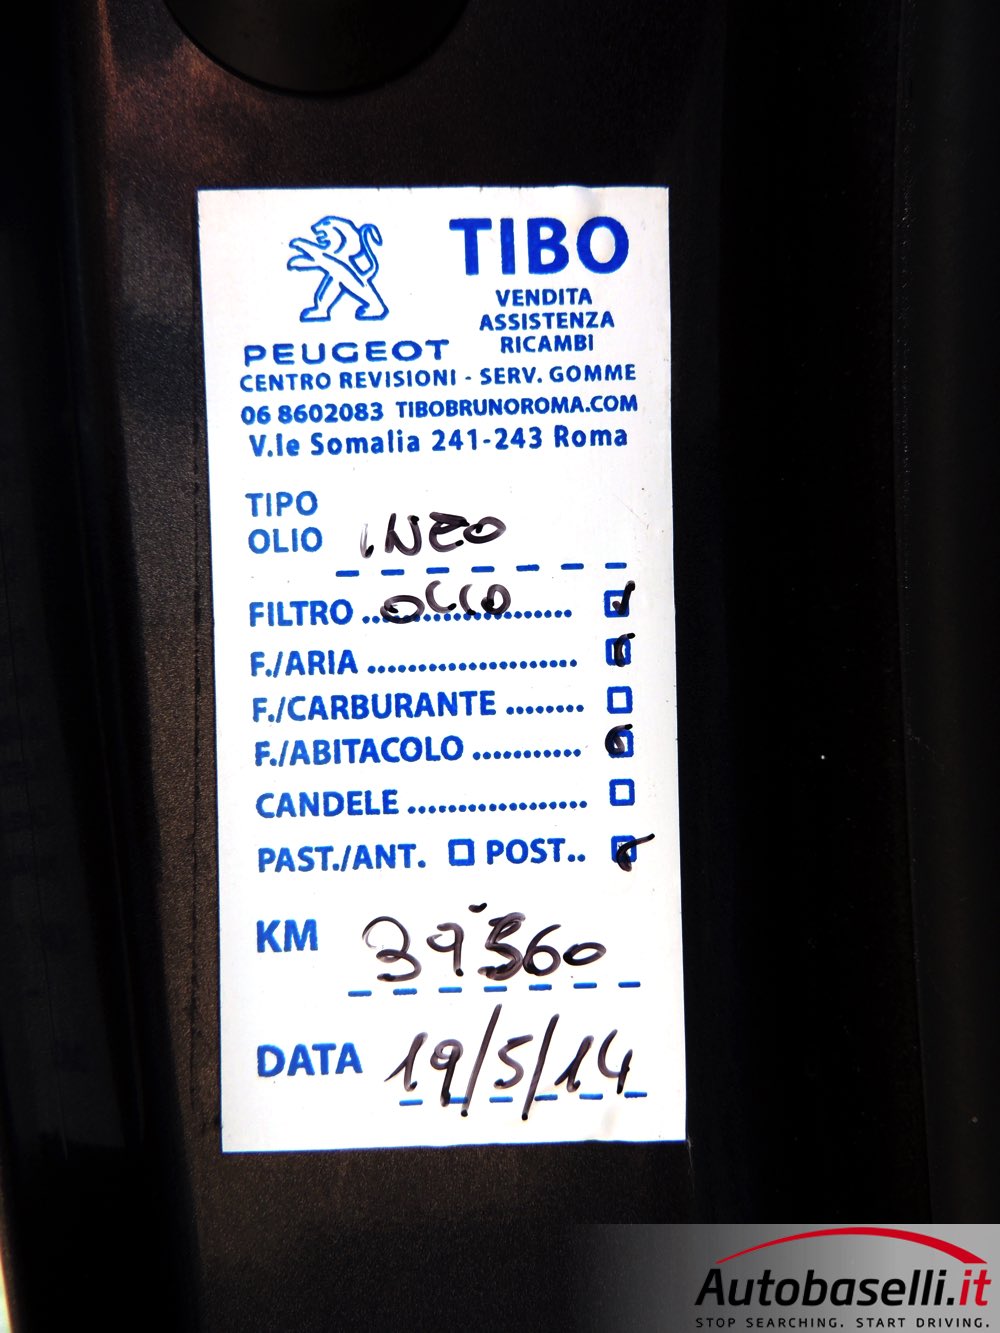 TIBO
VENDITA
ASSISTENZA
RICAMBI
PEUGEOT
CENTRO REVISIONI - SERV. GOMME
06 8602083 TIBOBRUNOROMA.COM
V.le Somalia 241-243 Roma
TIPO
OLIO INEO
FILTRO ..................
F./ARIA .....................
F./CARBURANTE ........
F./ABITACOLO ...........
CANDELE ..................
PAST./ANT. POST..
KM 39560
DATA 19/5/14
Autobaselli.it
STOP SEARCHING. START DRIVING.